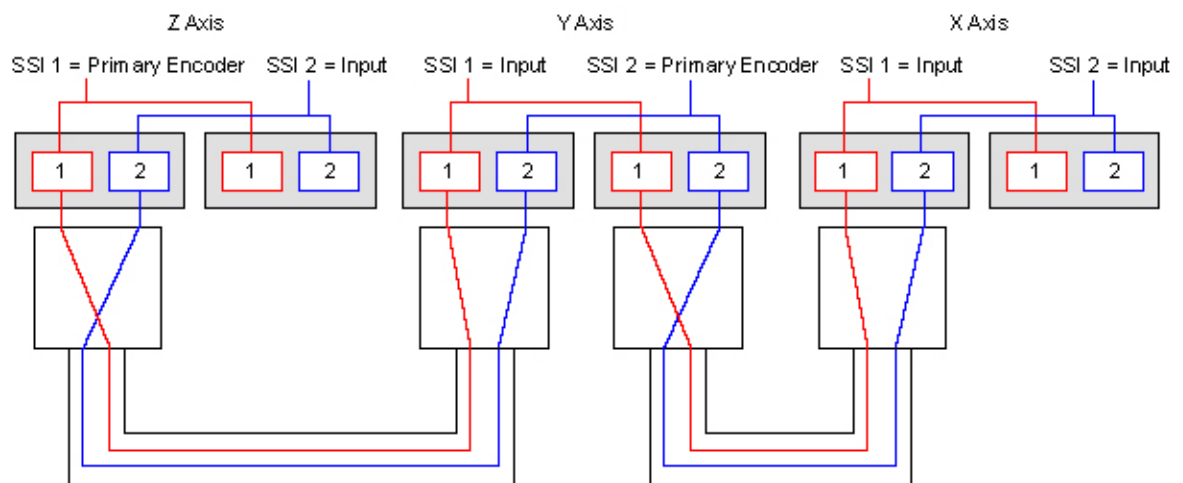 Z Axis Y Axis X Axis
SSI 1 = Primary Encoder SSI 2 = Input SSI 1 = Input SSI 2 = Primary Encoder SSI 1 = Input SSI 2 = Input
1 2 1 2 1 2 1 2 1 2 1 2